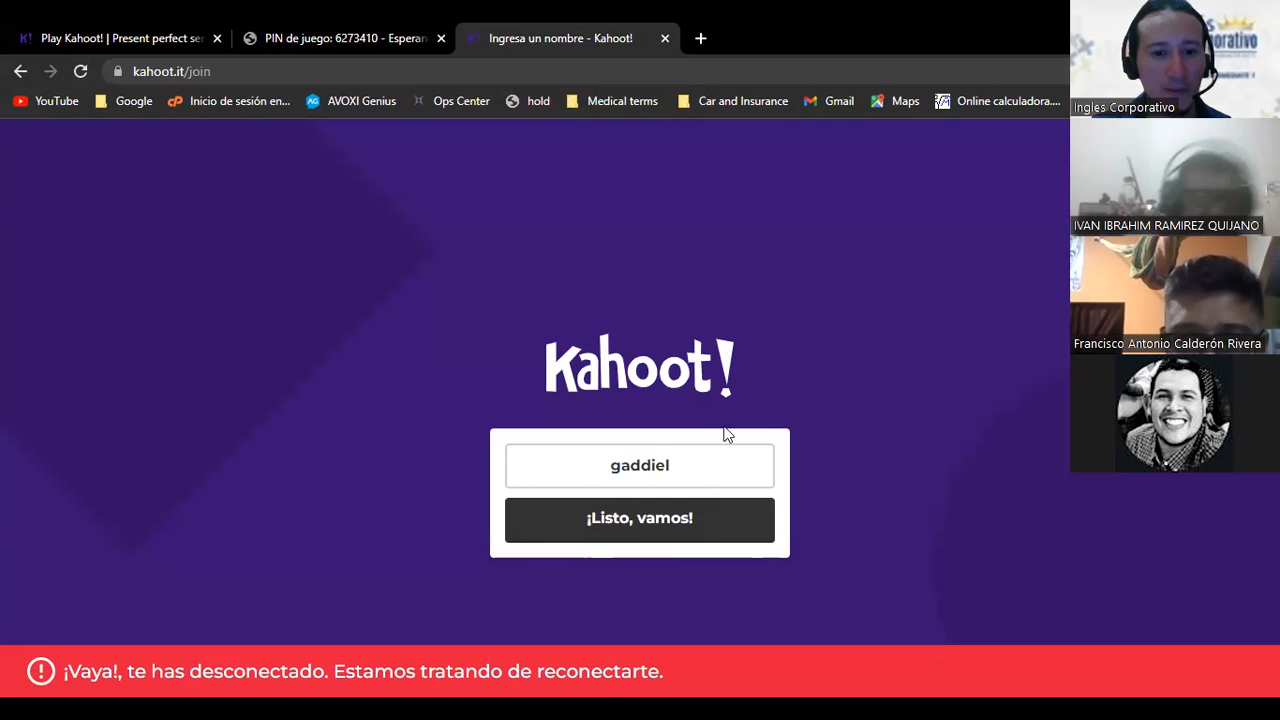 Play Kahoot! | Present perfect se
PIN de juego: 6273410 - Espera
Ingresa un nombre - Kahoot!
kahoot.it/join
YouTube
Google
Inicio de sesión en...
AVOXI Genius
Ops Center
hold
Medical terms
Car and Insurance
Gmail
Maps
Online calculadora....
Ingles Corporativo
IVAN IBRAHIM RAMIREZ QUIJANO
Francisco Antonio Calderón Rivera
Kahoot!
gaddiel
¡Listo, vamos!
¡Vaya!, te has desconectado. Estamos tratando de reconectarte.